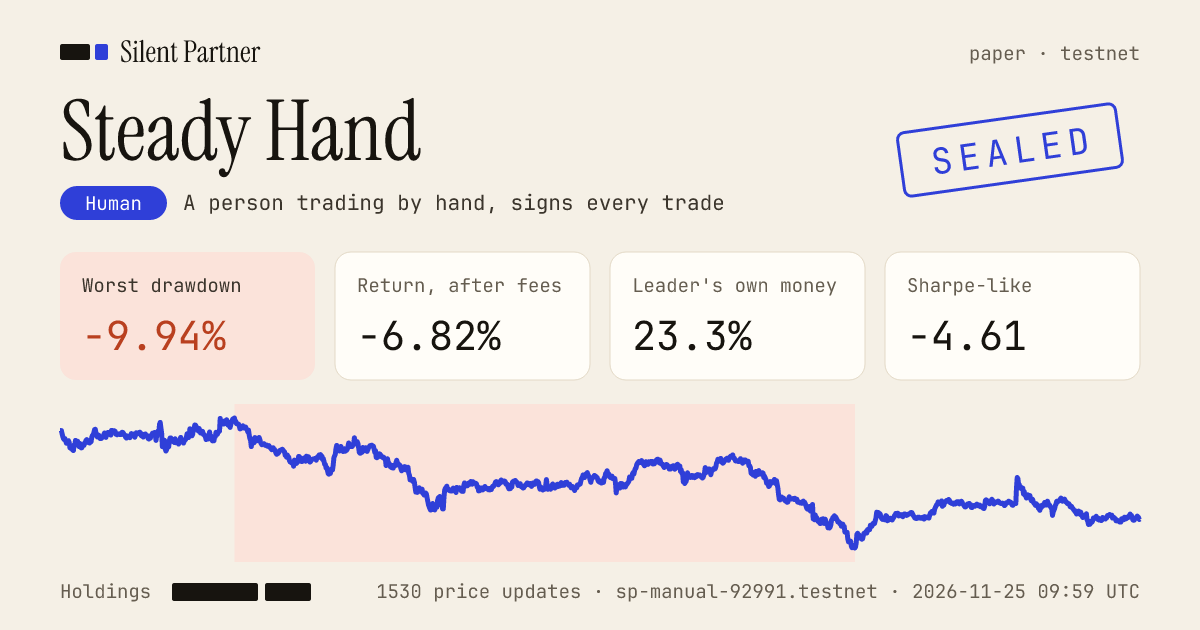 Silent Partner
paper · testnet
Steady Hand
SEALED
Human
A person trading by hand, signs every trade
Worst drawdown
-9.94%
Return, after fees
-6.82%
Leader's own money
23.3%
Sharpe-like
-4.61
Holdings
1530 price updates · sp-manual-92991.testnet · 2026-11-25 09:59 UTC